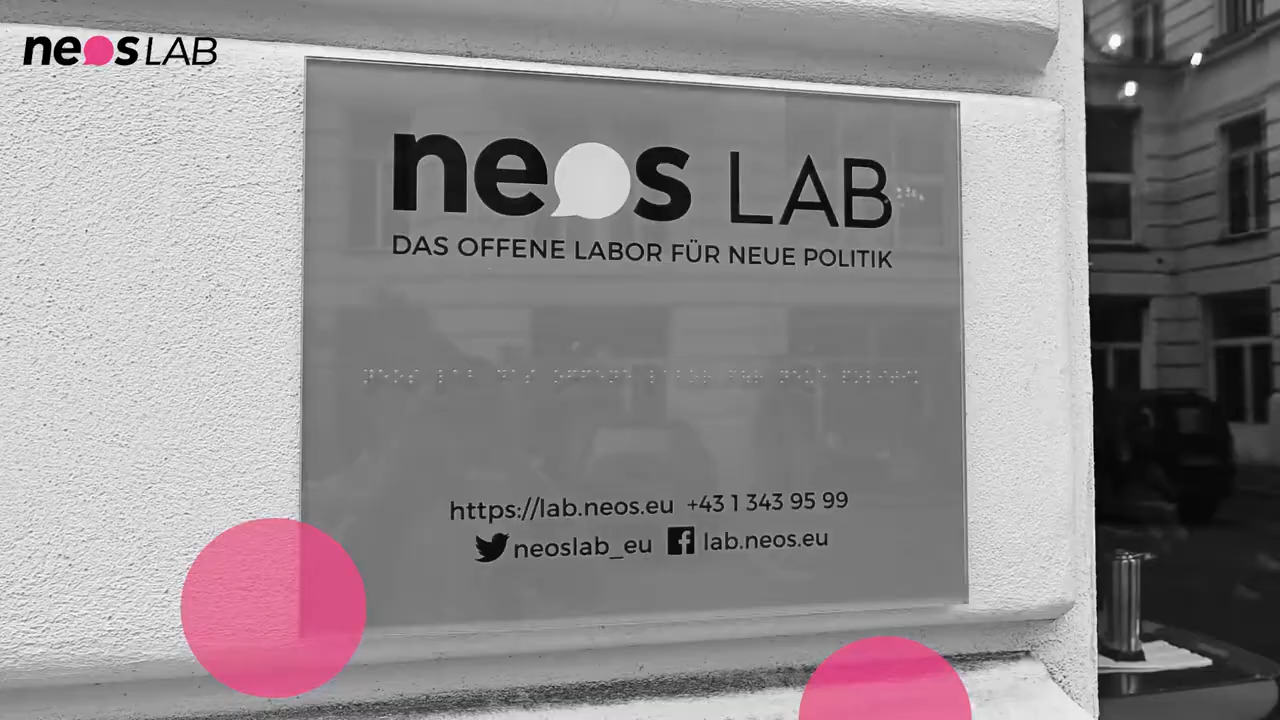 neos LAB
neos LAB
DAS OFFENE LABOR FÜR NEUE POLITIK
https://lab.neos.eu +43 1 343 95 99
neoslab_eu lab.neos.eu